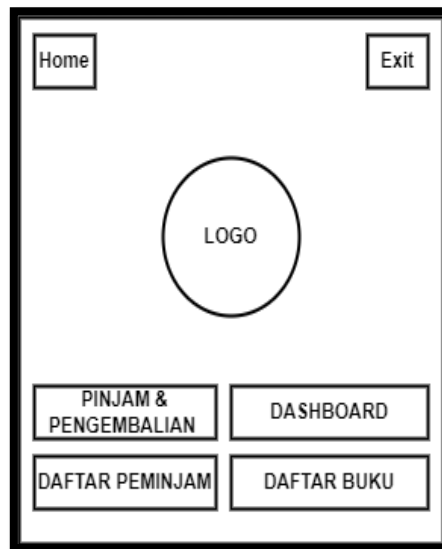 Home
Exit
LOGO
PINJAM &
PENGEMBALIAN
DASHBOARD
DAFTAR PEMINJAM
DAFTAR BUKU